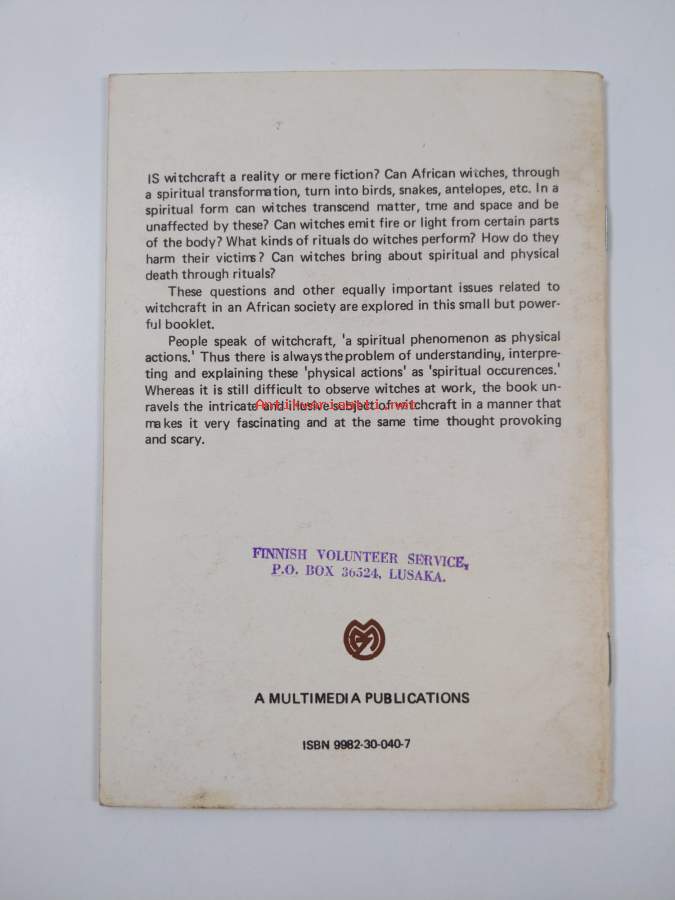 IS witchcraft a reality or mere fiction? Can African witches, through
a spiritual transformation, turn into birds, snakes, antelopes, etc. In a
spiritual form can witches transcend matter, tme and space and be
unaffected by these? Can witches emit fire or light from certain parts
of the body? What kinds of rituals do witches perform? How do they
harm their victims? Can witches bring about spiritual and physical
death through rituals?
These questions and other equally important issues related to
witchcraft in an African society are explored in this small but power-
ful booklet.
People speak of witchcraft, 'a spiritual phenomenon as physical
actions.' Thus there is always the problem of understanding, interpre-
ting and explaining these 'physical actions' as 'spiritual occurences.'
Whereas it is still difficult to observe witches at work, the book un-
ravels the intricate and illusive subject of witchcraft in a manner that
makes it very fascinating and at the same time thought provoking
and scary.
Antikvariaatti.net
FINNISH VOLUNTEER SERVICE,
P.O. BOX 36524, LUSAKA.
A MULTIMEDIA PUBLICATIONS
ISBN 9982-30-040-7